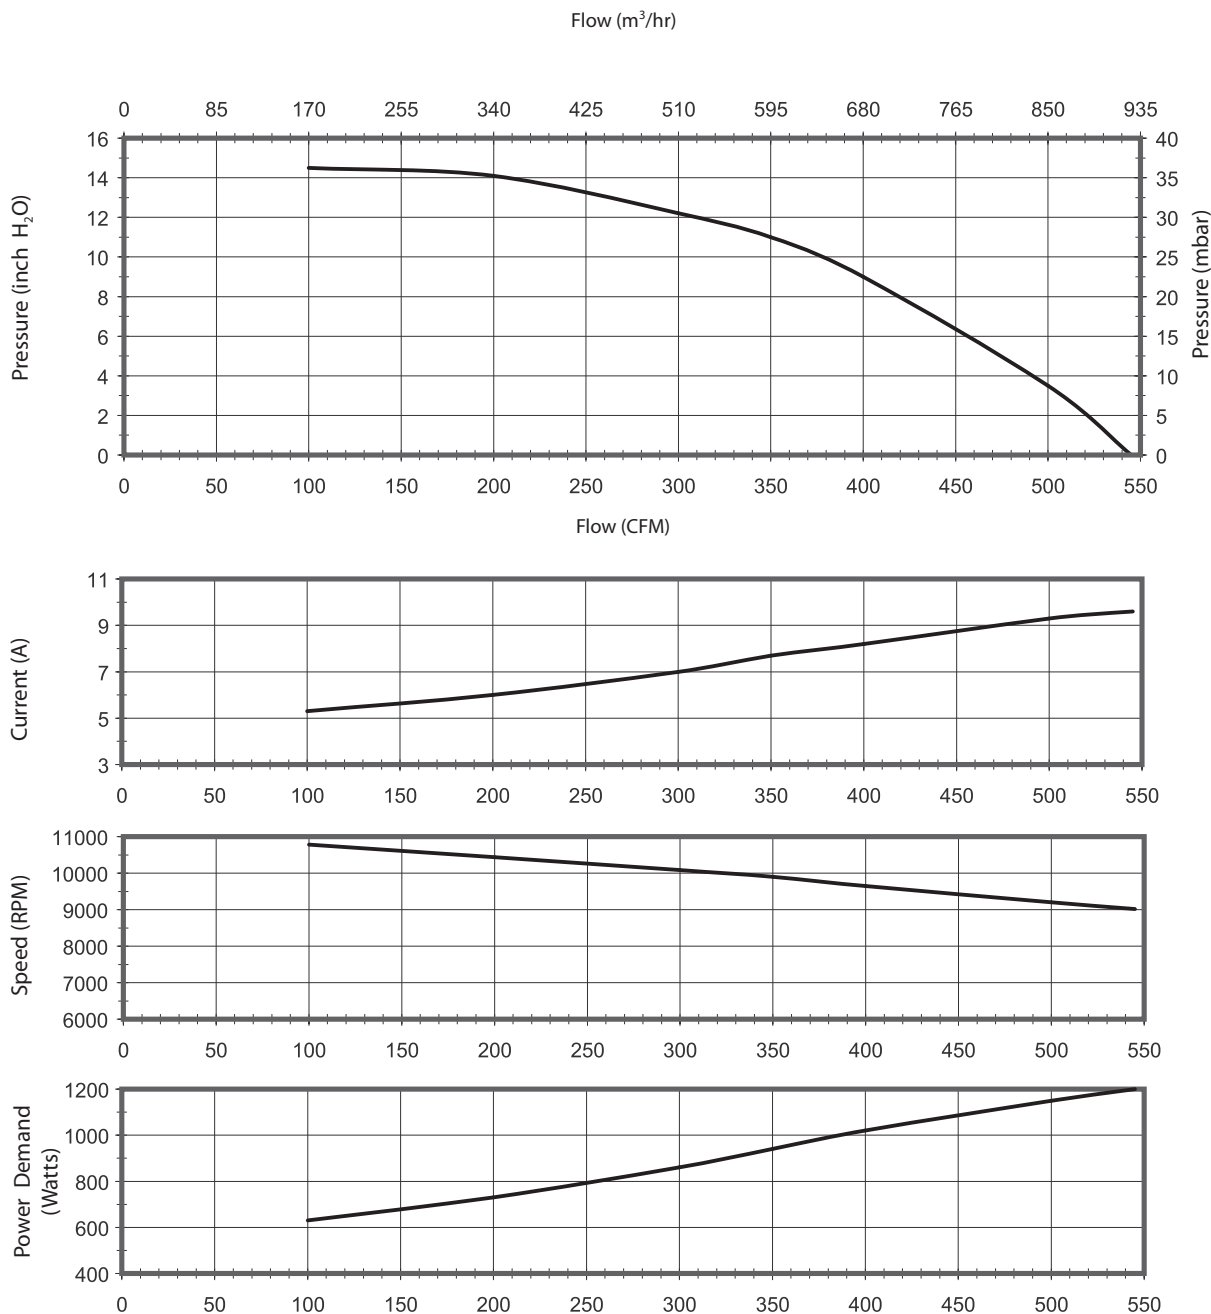 Flow (m³/hr)
0 85 170 255 340 425 510 595 680 765 850 935
Pressure (inch H₂O)
16
14
12
10
8
6
4
2
0
40
35
30
25
20
15
10
5
0
Pressure (mbar)
0 50 100 150 200 250 300 350 400 450 500 550
Flow (CFM)
Current (A)
11
9
7
5
3
0 50 100 150 200 250 300 350 400 450 500 550
Speed (RPM)
11000
10000
9000
8000
7000
6000
0 50 100 150 200 250 300 350 400 450 500 550
Power Demand
(Watts)
1200
1000
800
600
400
0 50 100 150 200 250 300 350 400 450 500 550